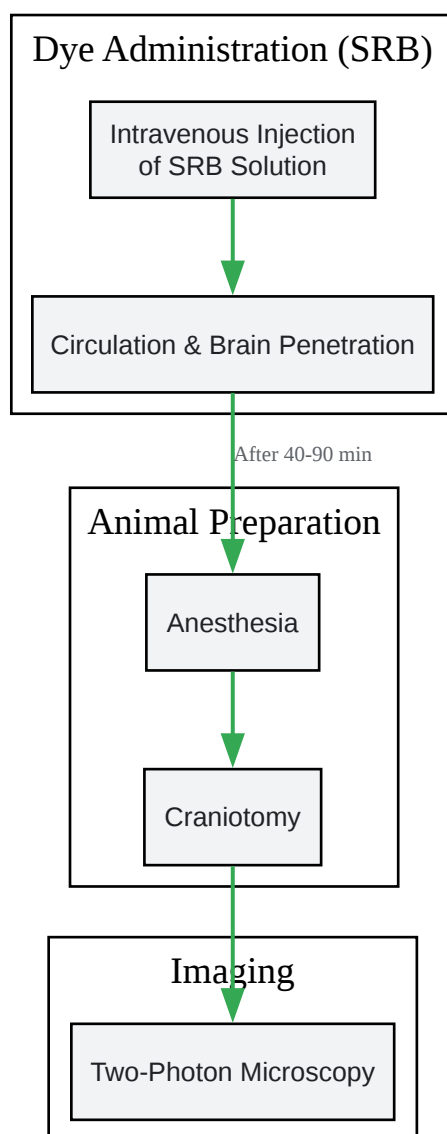 Dye Administration (SRB)
Intravenous Injection
of SRB Solution
Circulation & Brain Penetration
After 40-90 min
Animal Preparation
Anesthesia
Craniotomy
Imaging
Two-Photon Microscopy